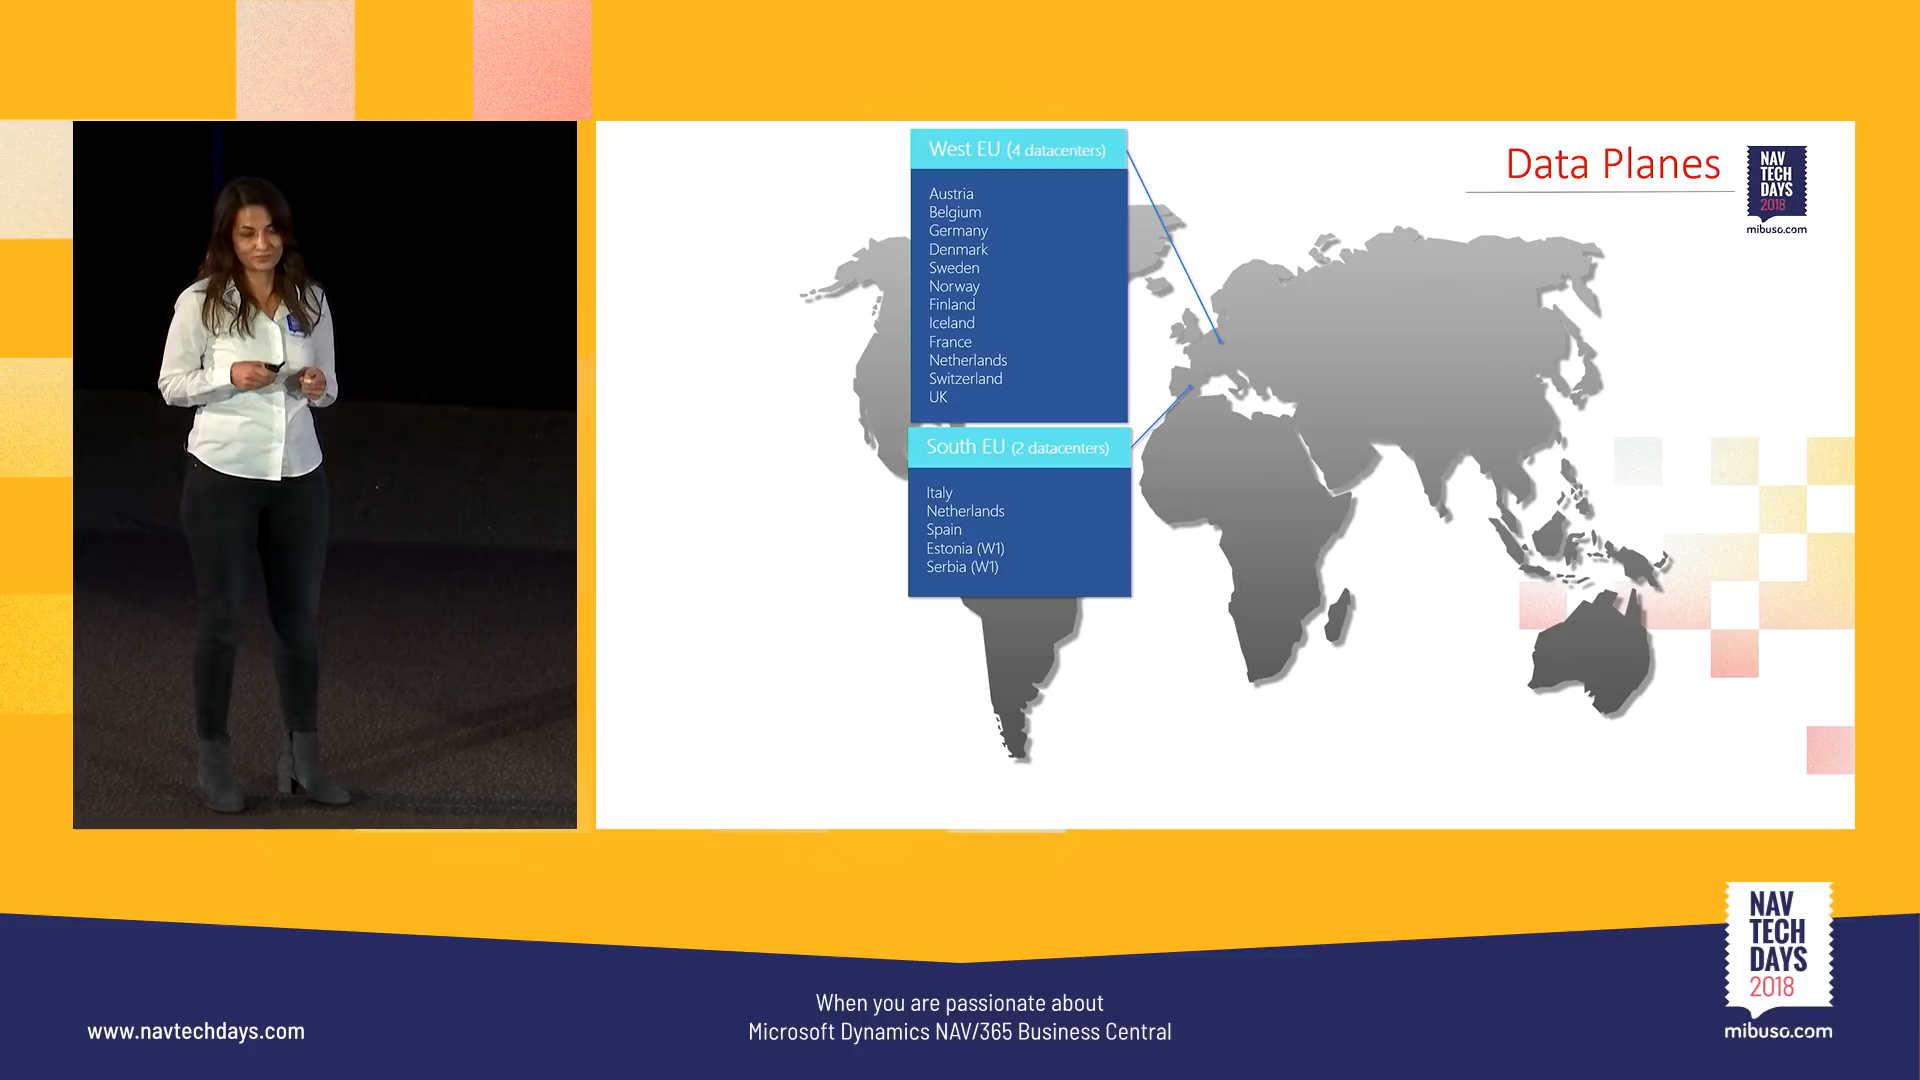 West EU (4 datacenters)
Austria
Belgium
Germany
Denmark
Sweden
Norway
Finland
Iceland
France
Netherlands
Switzerland
UK
South EU (2 datacenters)
Italy
Netherlands
Spain
Estonia (W1)
Serbia (W1)
Data Planes
NAV
TECH
DAYS
2018
mibuso.com
www.navtechdays.com
When you are passionate about
Microsoft Dynamics NAV/365 Business Central
NAV
TECH
DAYS
2018
mibuso.com